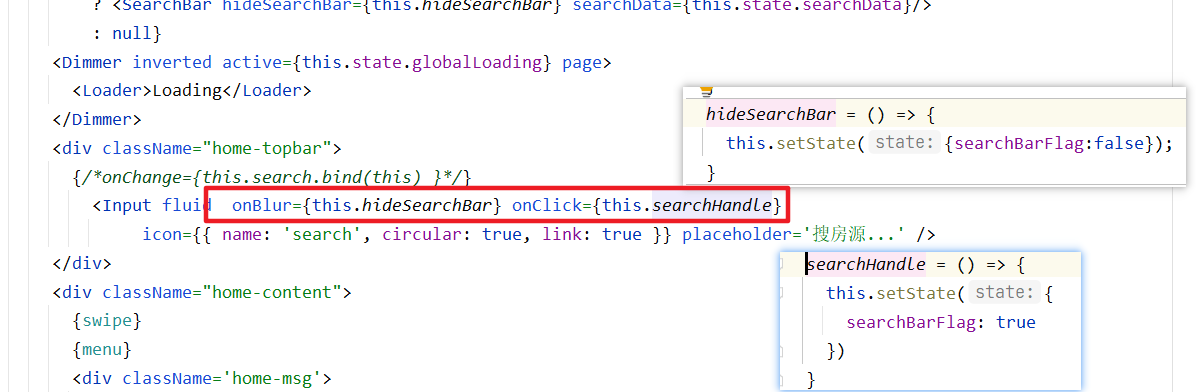 ? <SearchBar hideSearchBar={this.hideSearchBar} searchData={this.state.searchData}/>
: null}
<Dimmer inverted active={this.state.globalLoading} page>
<Loader>Loading</Loader>
</Dimmer>
<div className="home-topbar">
{/*onChange={this.search.bind(this) }*/}
<Input fluid  onBlur={this.hideSearchBar} onClick={this.searchHandle}
icon={{ name: 'search', circular: true, link: true }} placeholder='搜房源...' />
</div>
<div className="home-content">
{swipe}
{menu}
<div className='home-msg'>
hideSearchBar = () => {
this.setState( state: {searchBarFlag:false});
}
searchHandle = () => {
this.setState( state: {
searchBarFlag: true
})
}